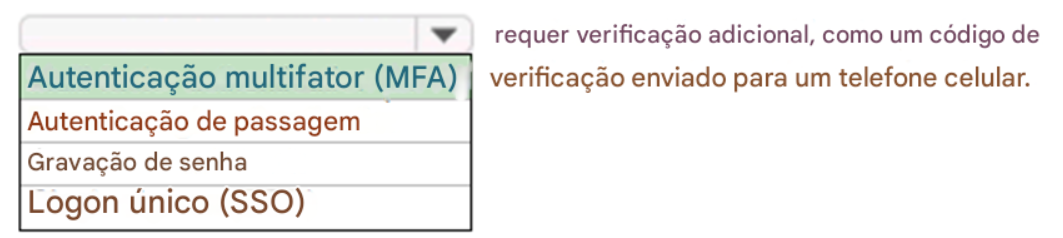 requer verificação adicional, como um código de
Autenticação multifator (MFA) verificação enviado para um telefone celular.
Autenticação de passagem
Gravação de senha
Logon único (SSO)